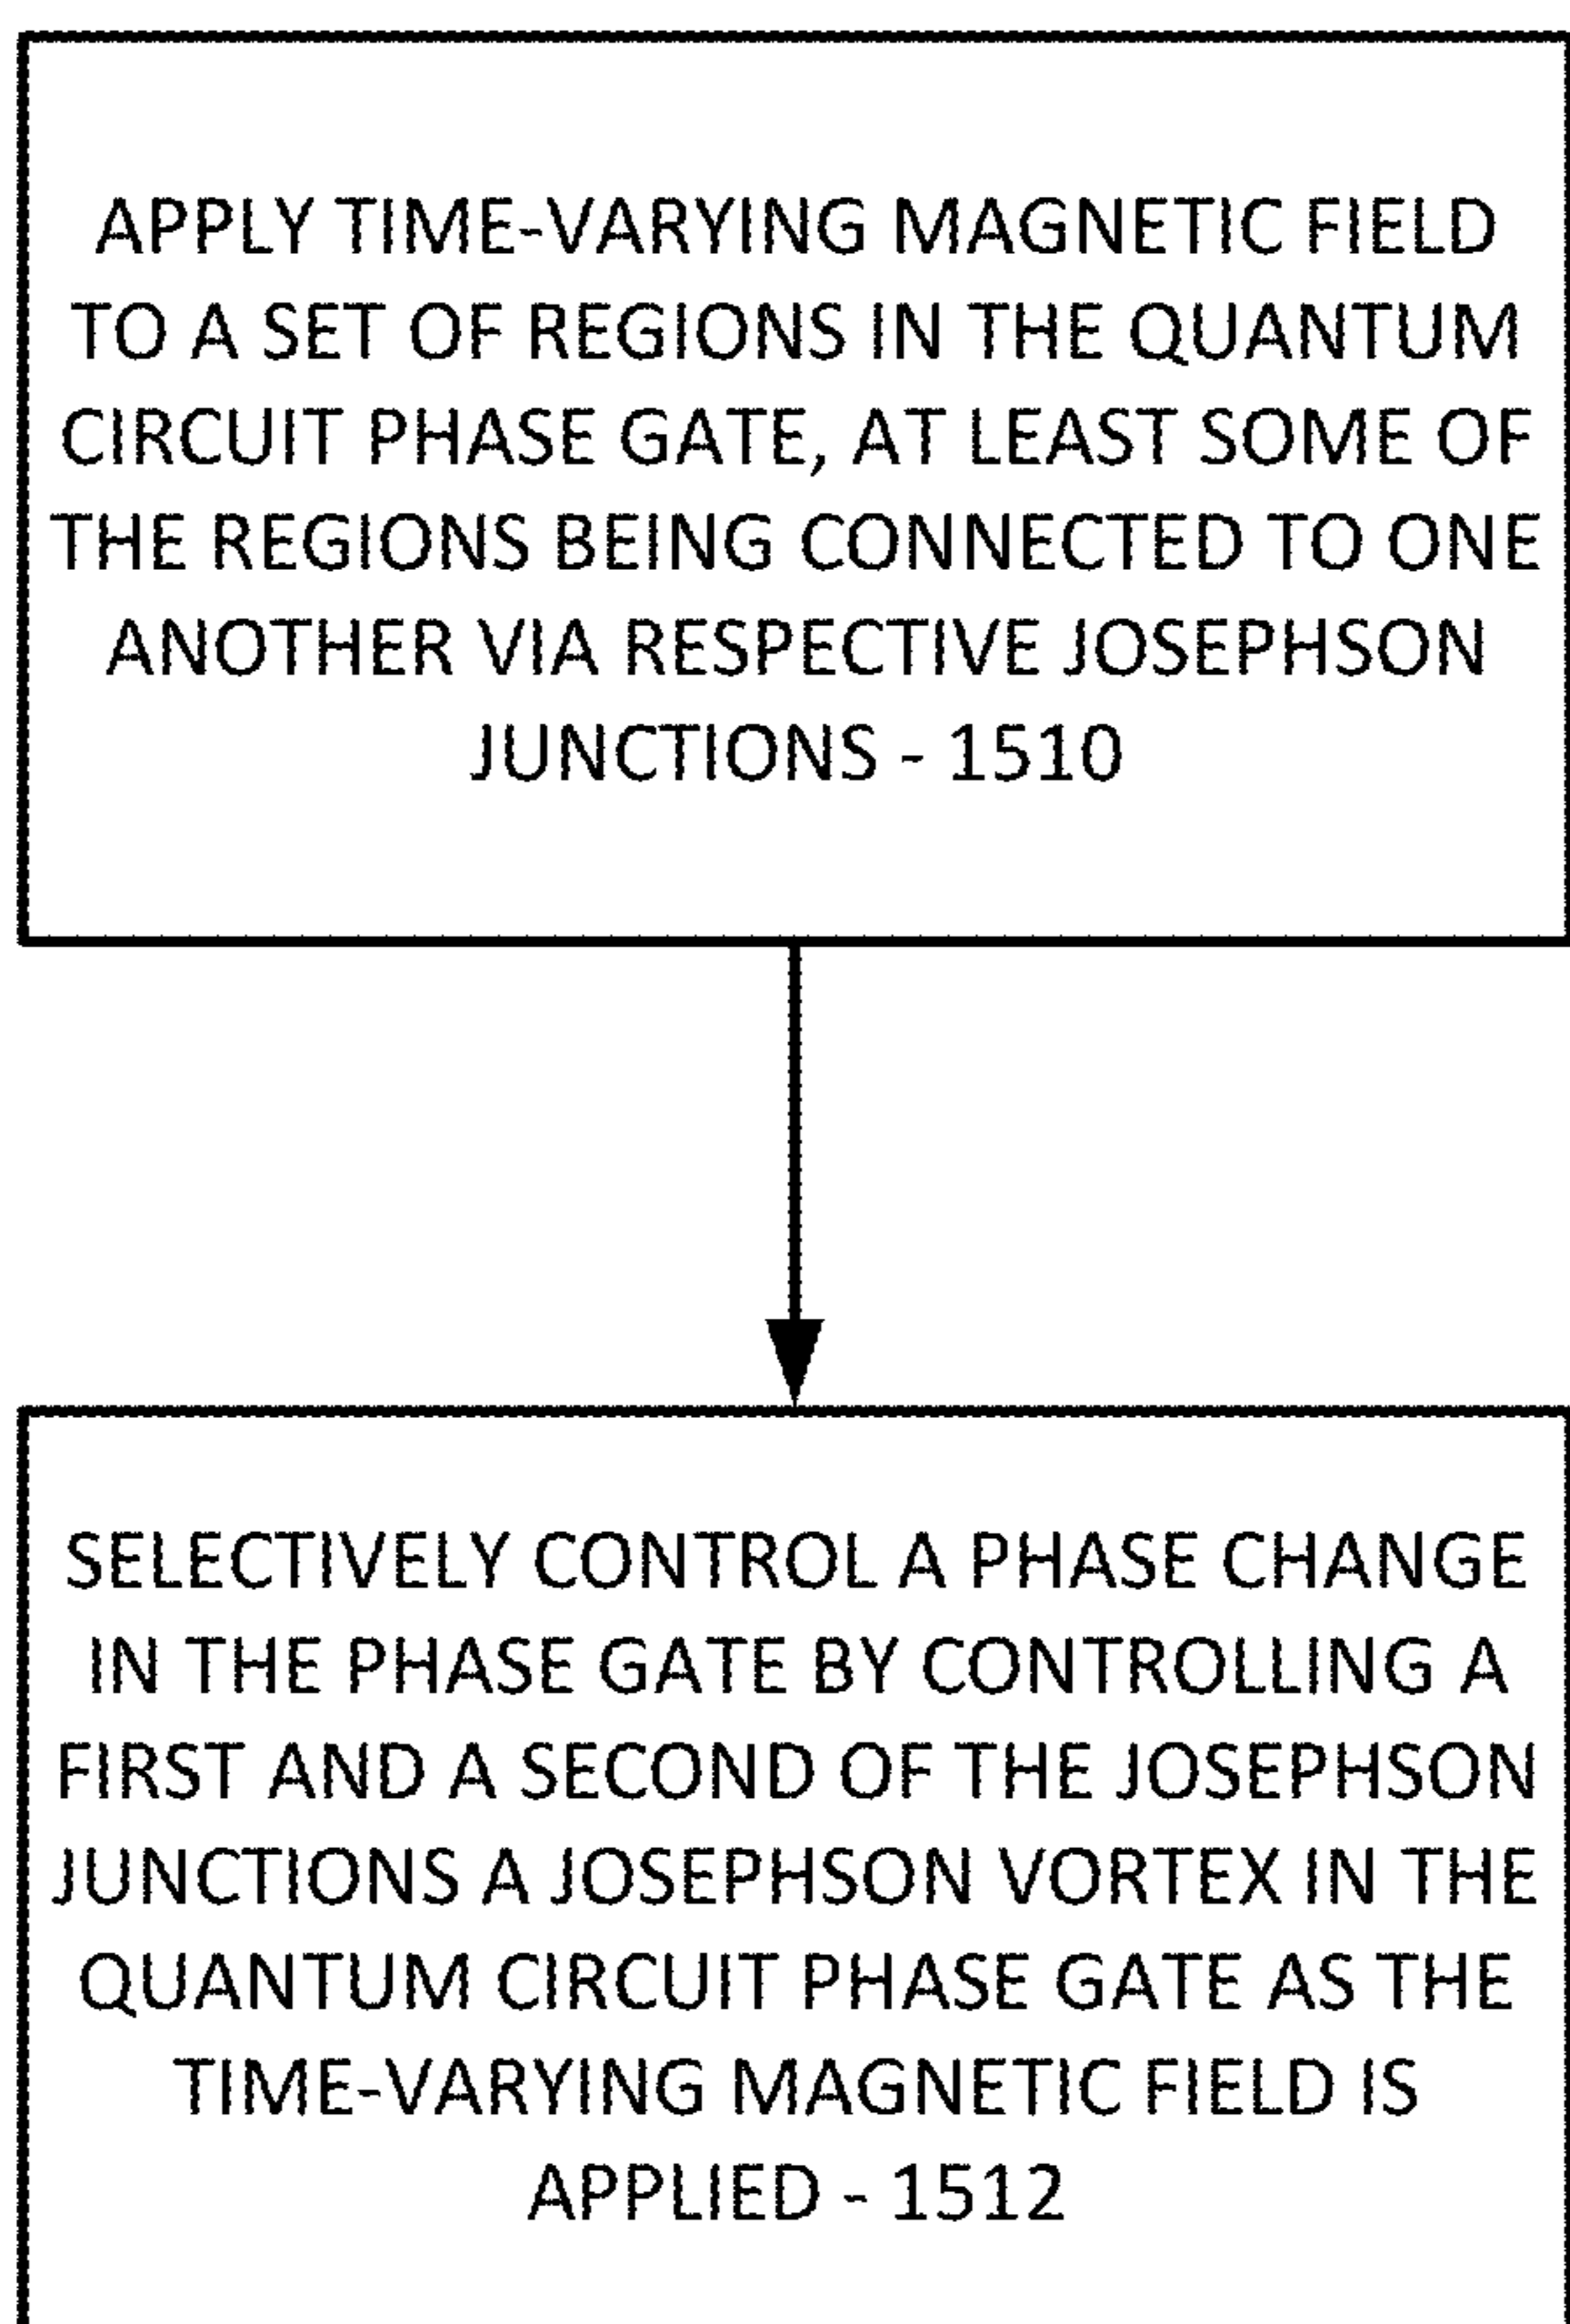 APPLY TIME-VARYING MAGNETIC FIELD
TO A SET OF REGIONS IN THE QUANTUM
CIRCUIT PHASE GATE, AT LEAST SOME OF
THE REGIONS BEING CONNECTED TO ONE
ANOTHER VIA RESPECTIVE JOSEPHSON
JUNCTIONS - 1510
SELECTIVELY CONTROL A PHASE CHANGE
IN THE PHASE GATE BY CONTROLLING A
FIRST AND A SECOND OF THE JOSEPHSON
JUNCTIONS A JOSEPHSON VORTEX IN THE
QUANTUM CIRCUIT PHASE GATE AS THE
TIME-VARYING MAGNETIC FIELD IS
APPLIED - 1512